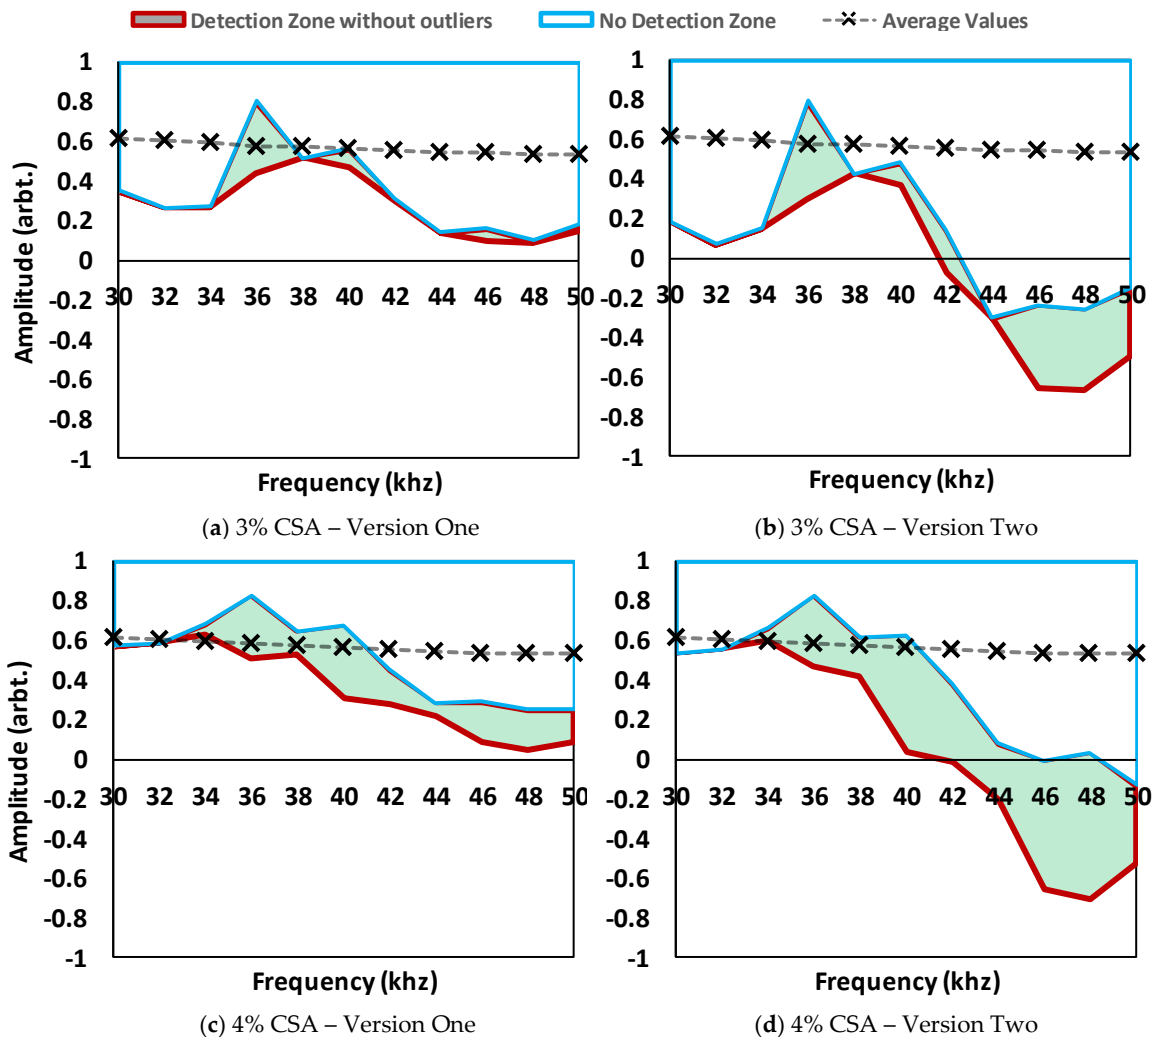 Detection Zone without outliers No Detection Zone Average Values
1
0.8
0.6
0.4
0.2
0
-0.2
-0.4
-0.6
-0.8
-1
30 32 34 36 38 40 42 44 46 48 50
Amplitude (arbt.)
Frequency (khz)
(a) 3% CSA – Version One
1
0.8
0.6
0.4
0.2
0
-0.2
-0.4
-0.6
-0.8
-1
30 32 34 36 38 40 42 44 46 48 50
Frequency (khz)
(b) 3% CSA – Version Two
1
0.8
0.6
0.4
0.2
0
-0.2
-0.4
-0.6
-0.8
-1
30 32 34 36 38 40 42 44 46 48 50
Amplitude (arbt.)
Frequency (khz)
(c) 4% CSA – Version One
1
0.8
0.6
0.4
0.2
0
-0.2
-0.4
-0.6
-0.8
-1
30 32 34 36 38 40 42 44 46 48 50
Frequency (khz)
(d) 4% CSA – Version Two